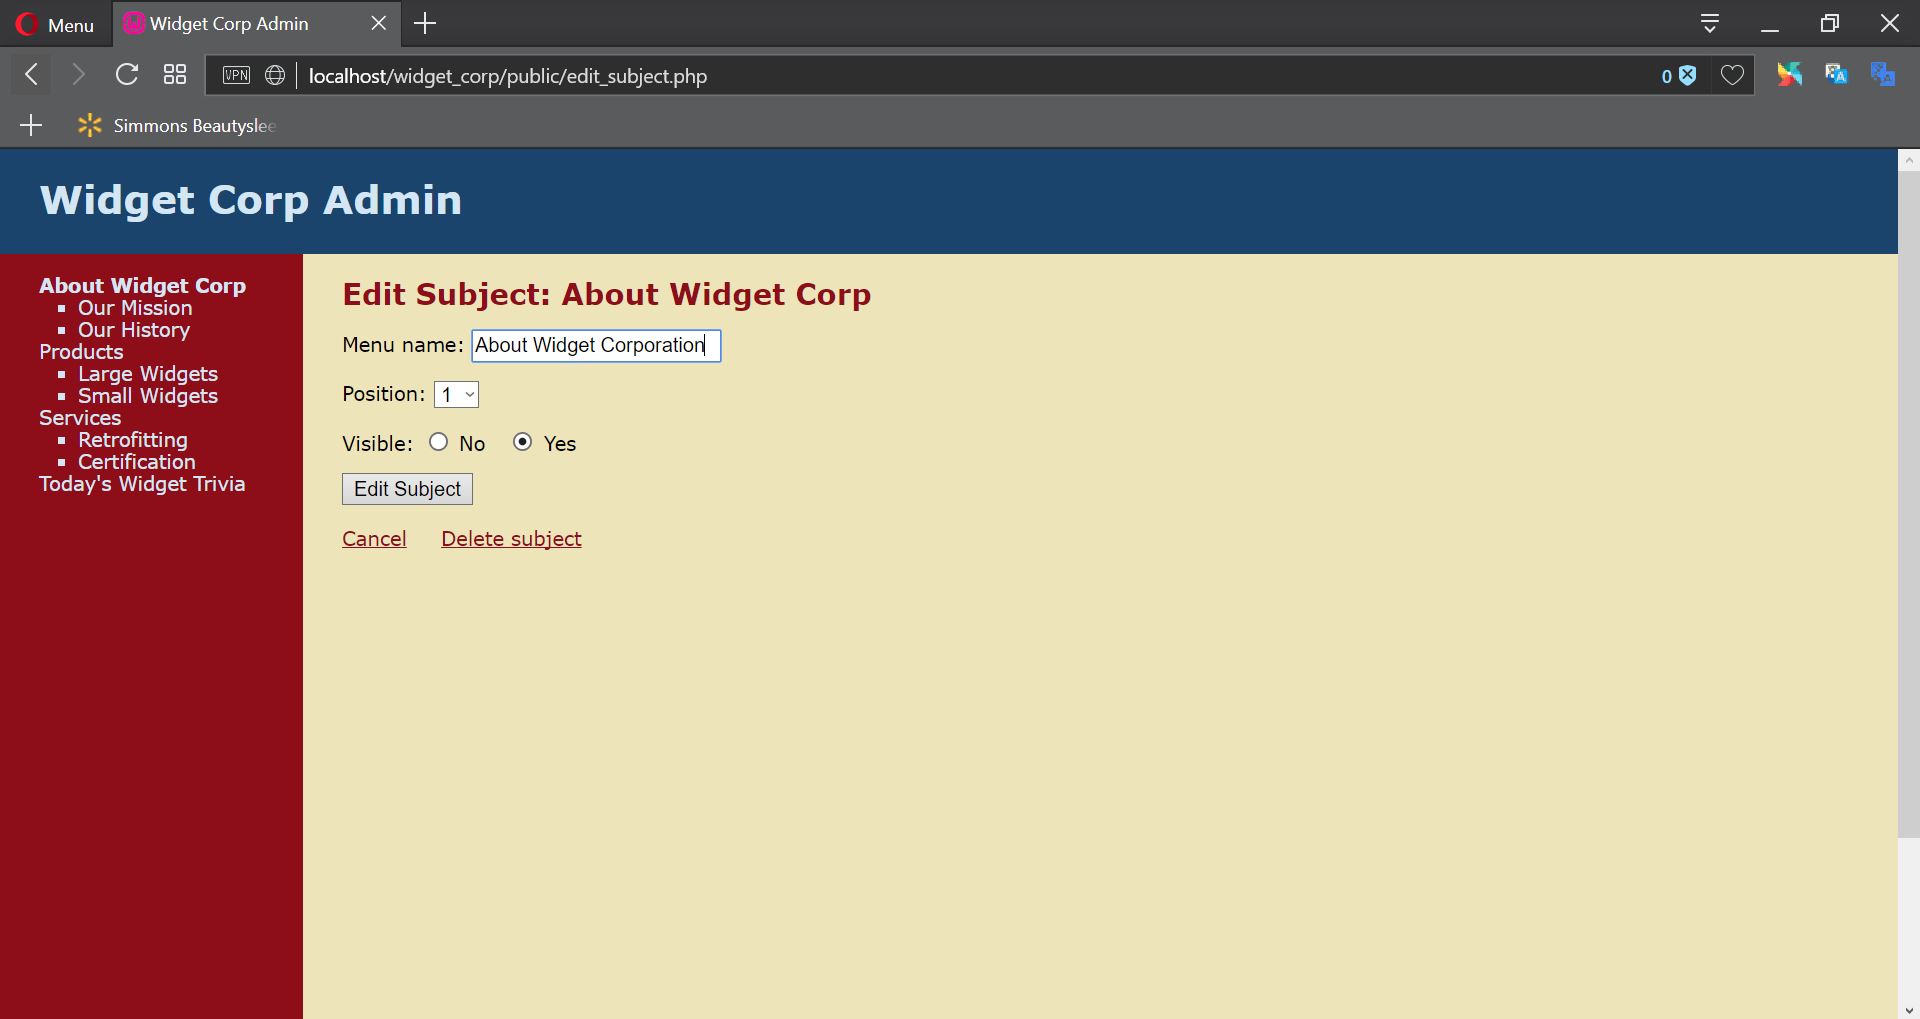 Menu
Widget Corp Admin
VPN
localhost/widget_corp/public/edit_subject.php
0
Simmons Beautyslee
Widget Corp Admin
About Widget Corp
Our Mission
Our History
Products
Large Widgets
Small Widgets
Services
Retrofitting
Certification
Today's Widget Trivia
Edit Subject: About Widget Corp
Menu name: About Widget Corporation
Position: 1
Visible: No Yes
Edit Subject
Cancel Delete subject